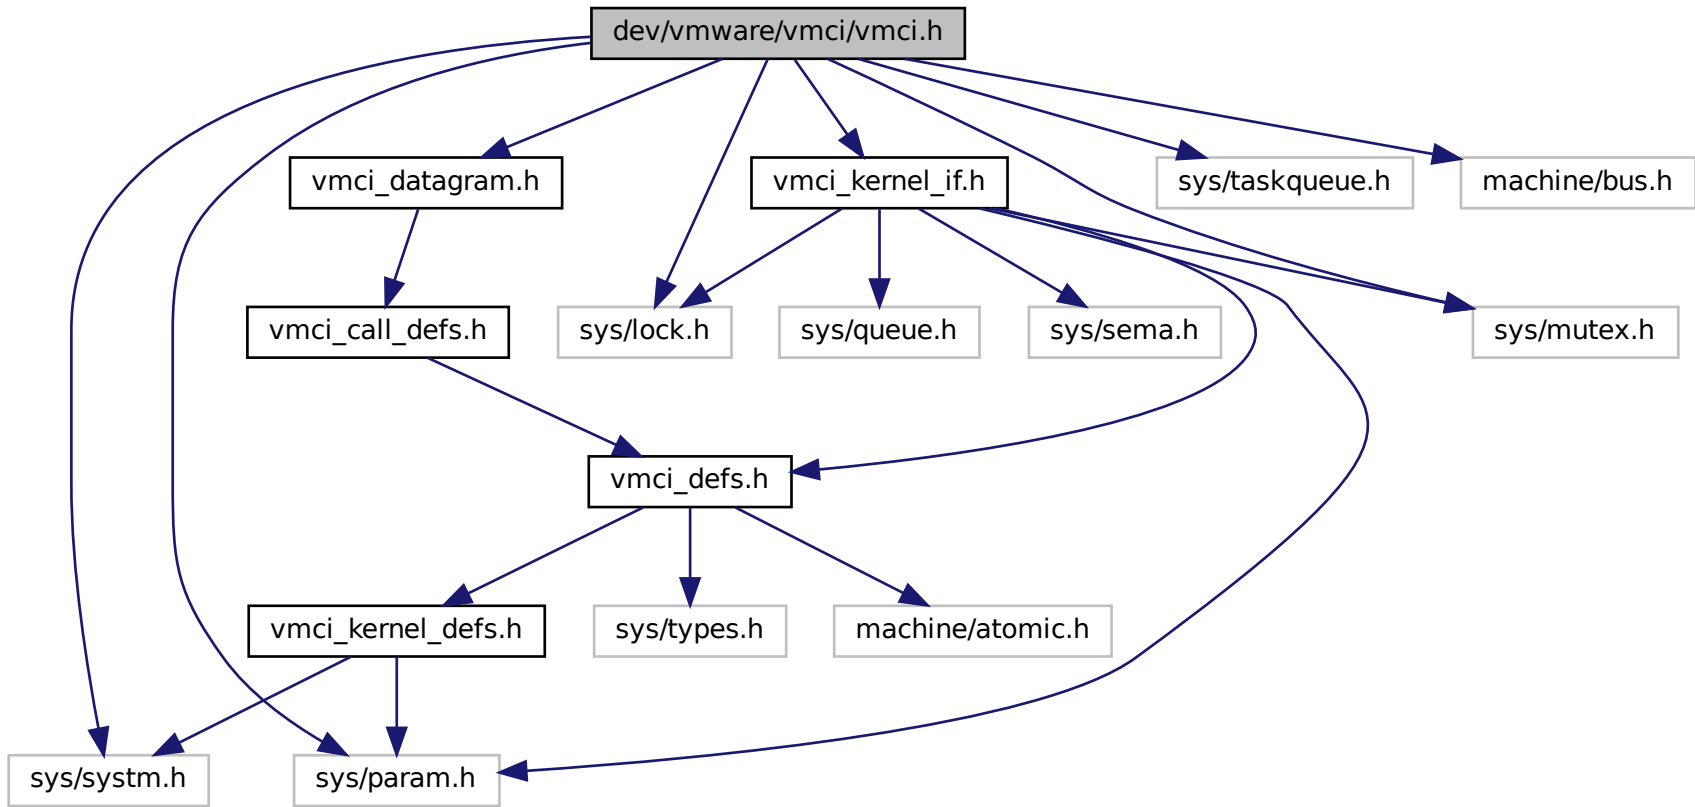 dev/vmware/vmci/vmci.h
vmci_datagram.h
vmci_kernel_if.h
sys/taskqueue.h
machine/bus.h
vmci_call_defs.h
sys/lock.h
sys/queue.h
sys/sema.h
sys/mutex.h
vmci_defs.h
vmci_kernel_defs.h
sys/types.h
machine/atomic.h
sys/systm.h
sys/param.h